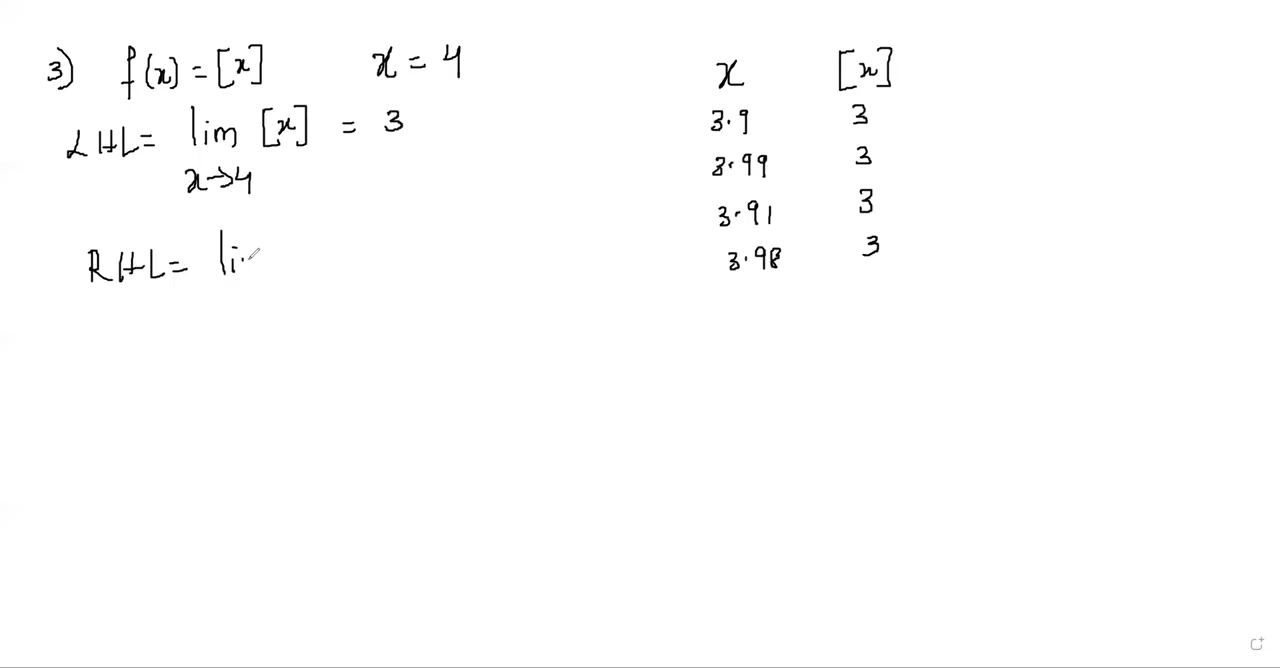 3) f(x) = [x] x = 4
LHL = lim [x] = 3
x→4
RHL = li
x [x]
3.9 3
3.99 3
3.91 3
3.98 3